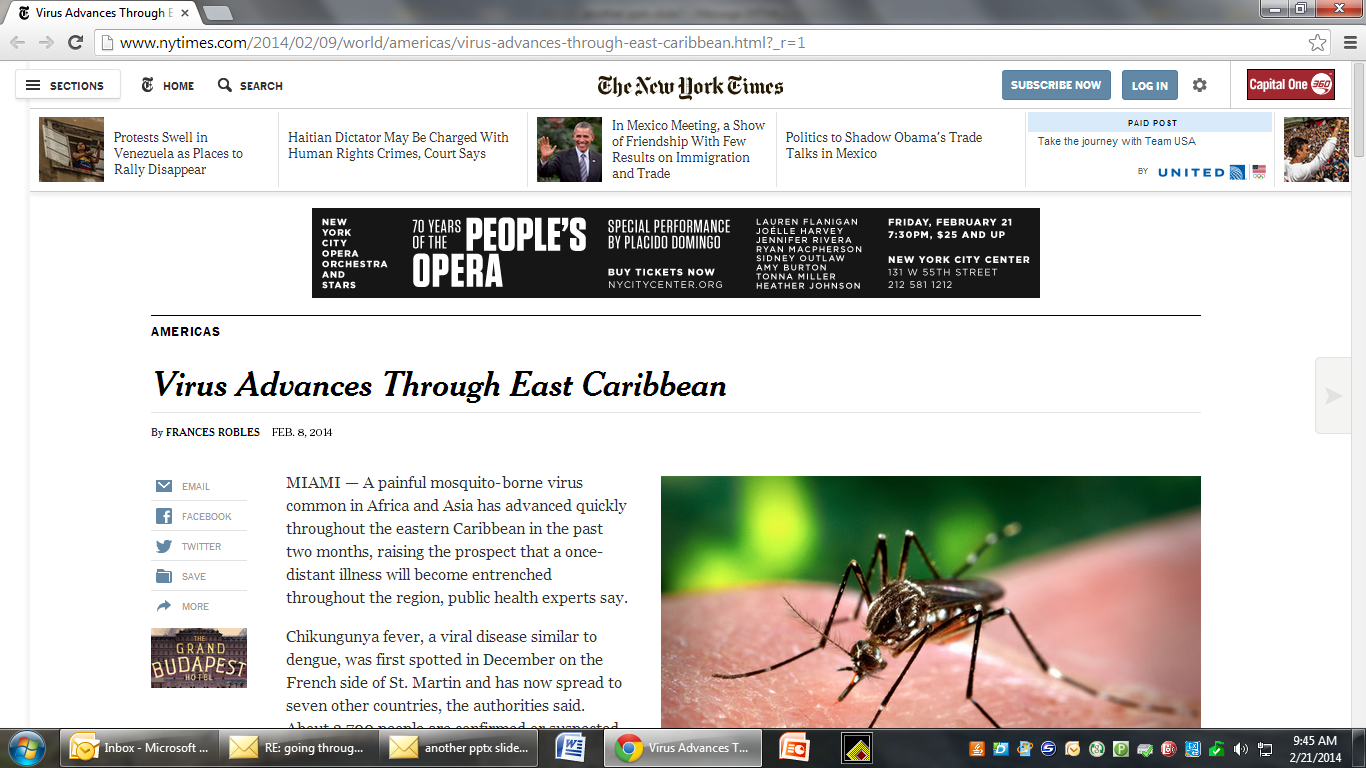 Virus Advances Through E
www.nytimes.com/2014/02/09/world/americas/virus-advances-through-east-caribbean.html?_r=1
SECTIONS HOME SEARCH
The New York Times
SUBSCRIBE NOW LOG IN
Capital One 360
Protests Swell in
Venezuela as Places to
Rally Disappear
Haitian Dictator May Be Charged With
Human Rights Crimes, Court Says
In Mexico Meeting, a Show
of Friendship With Few
Results on Immigration
and Trade
Politics to Shadow Obama's Trade
Talks in Mexico
PAID POST
Take the journey with Team USA
BY UNITED
NEW
YORK
CITY
OPERA
ORCHESTRA
AND
STARS
70 YEARS
OF THE PEOPLE'S
OPERA
SPECIAL PERFORMANCE
BY PLACIDO DOMINGO
BUY TICKETS NOW
NYCITYCENTER.ORG
LAUREN FLANIGAN
JOÉLLE HARVEY
JENNIFER RIVERA
RYAN MACPHERSON
SIDNEY OUTLAW
AMY BURTON
TONNA MILLER
HEATHER JOHNSON
FRIDAY, FEBRUARY 21
7:30PM, $25 AND UP
NEW YORK CITY CENTER
131 W 55TH STREET
212 581 1212
AMERICAS
Virus Advances Through East Caribbean
By FRANCES ROBLES FEB. 8, 2014
EMAIL
FACEBOOK
TWITTER
SAVE
MORE
THE
GRAND
BUDAPEST
HOTEL
MIAMI — A painful mosquito-borne virus
common in Africa and Asia has advanced quickly
throughout the eastern Caribbean in the past
two months, raising the prospect that a once-
distant illness will become entrenched
throughout the region, public health experts say.
Chikungunya fever, a viral disease similar to
dengue, was first spotted in December on the
French side of St. Martin and has now spread to
seven other countries, the authorities said.
Inbox - Microsoft ...
RE: going throug...
another pptx slide...
Virus Advances T...
9:45 AM
2/21/2014